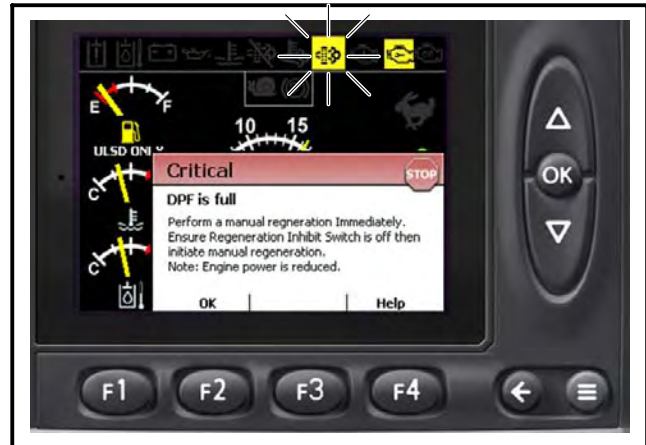 E
F
10 15
ULSD ONLY
Critical
STOP
DPF is full
Perform a manual regneration Immediately.
Ensure Regeneration Inhibit Switch is off then
initiate manual regeneration.
Note: Engine power is reduced.
C
C
OK
Help
OK
F1
F2
F3
F4